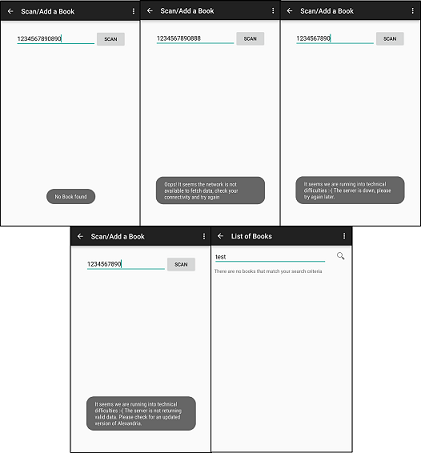 Scan/Add a Book
1234567890890
SCAN
No Book found
Scan/Add a Book
1234567890888
SCAN
Oops! It seems the network is not
available to fetch data, check your
connectivity and try again
Scan/Add a Book
1234567890
SCAN
It seems we are running into technical
difficulties :-( The server is down, please
try again later.
Scan/Add a Book
1234567890
SCAN
It seems we are running into technical
difficulties :-( The server is not returning
valid data. Please check for an updated
version of Alexandria.
List of Books
test
There are no books that match your search criteria